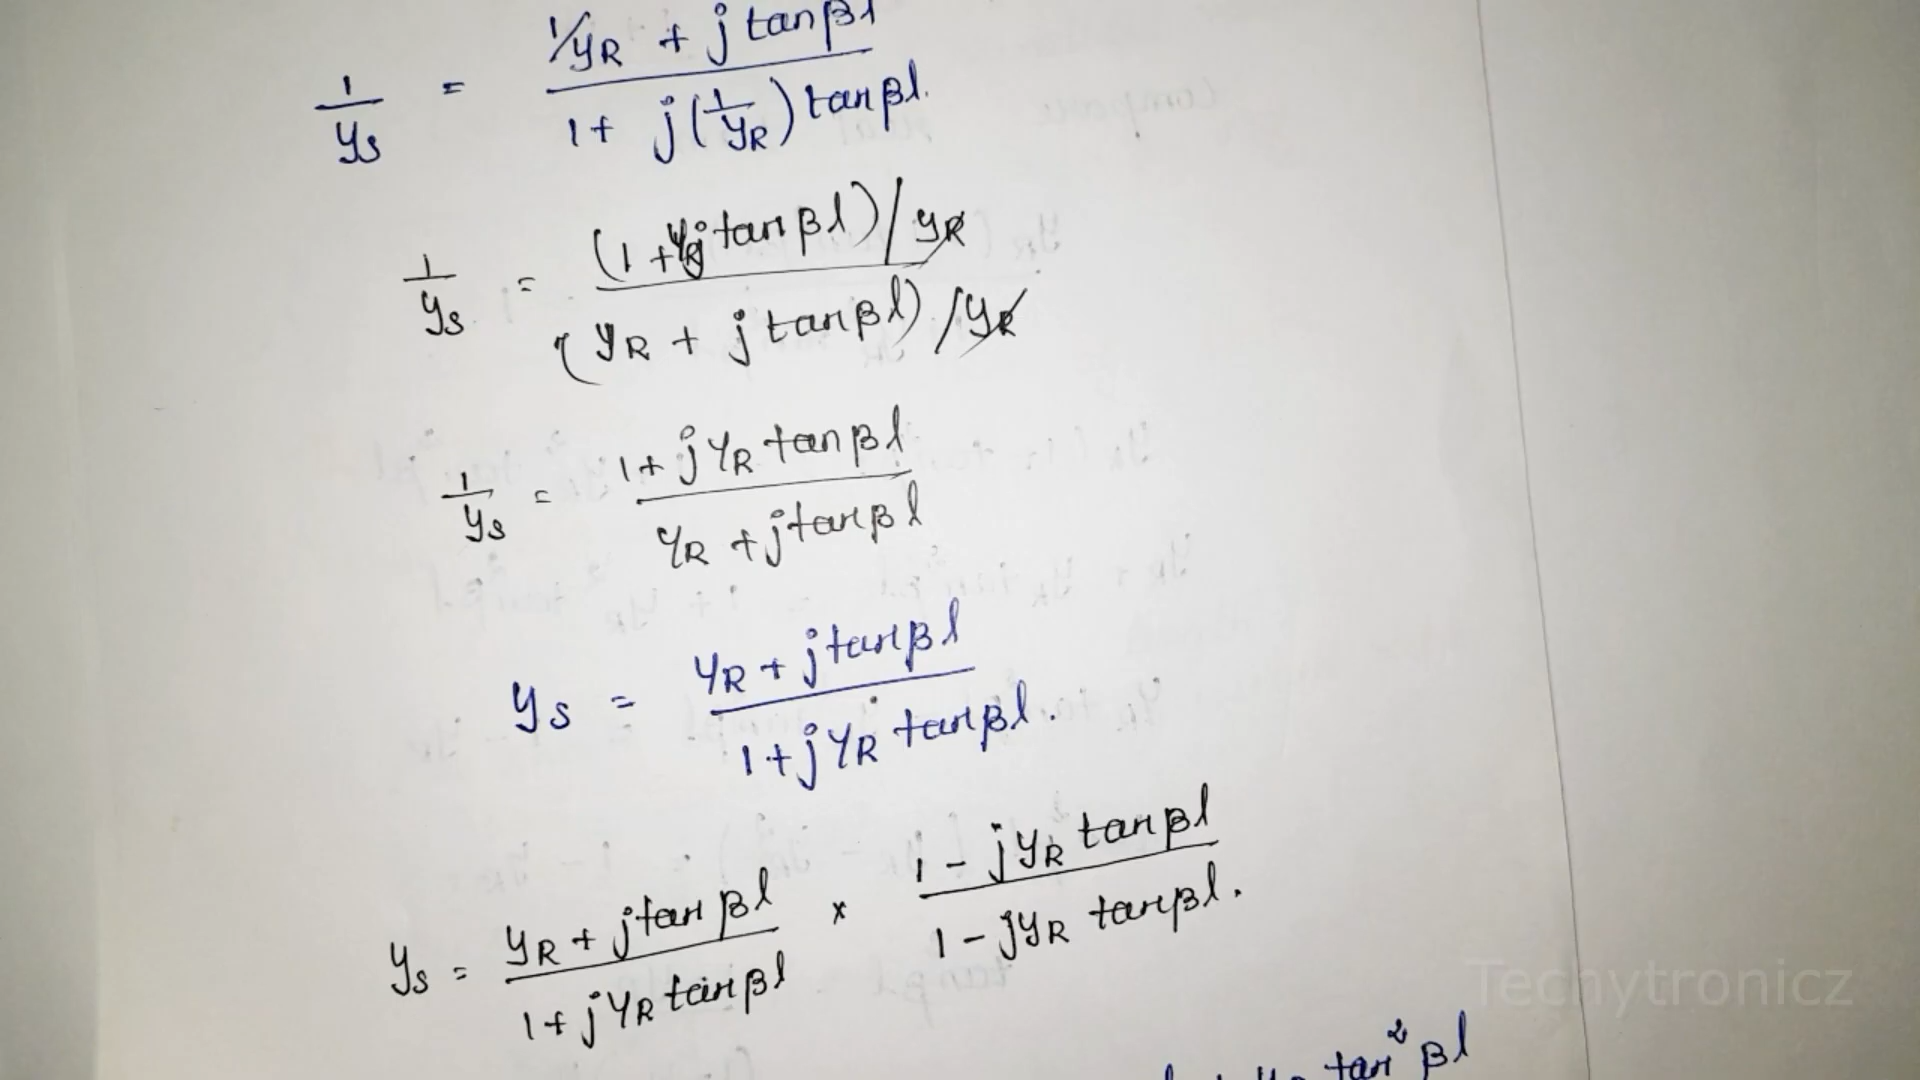 1/yS = (1/yR + j tanβl) / (1 + j(1/yR) tanβl.)
1/yS = ((1 + yR j tanβl)/yR) / ((yR + j tanβl)/yR)
1/yS = (1 + j yR tanβl) / (yR + j tanβl)
yS = (yR + j tanβl) / (1 + j yR tanβl.)
yS = (yR + j tanβl) / (1 + j yR tanβl) × (1 - j yR tanβl) / (1 - j yR tanβl.)
Techytronicz
tan² βl